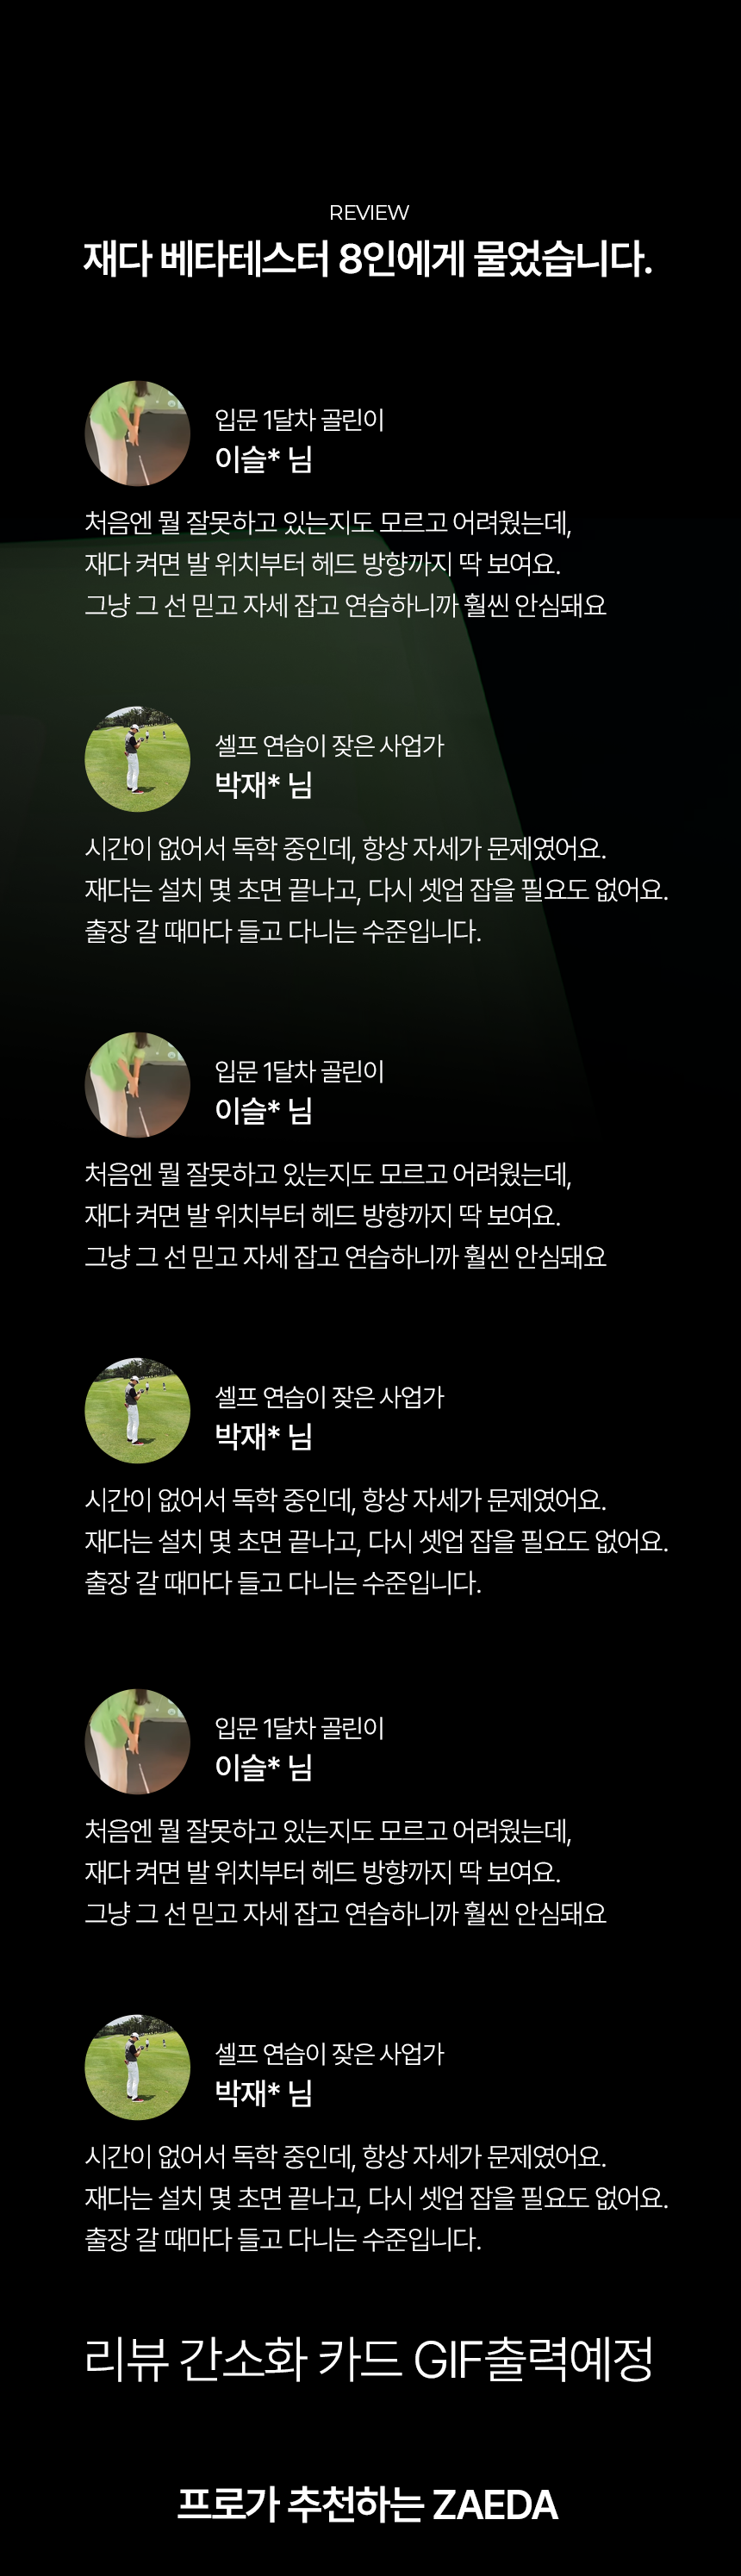 REVIEW
재다 베타테스터 8인에게 물었습니다.
입문 1달차 골린이
이슬* 님
처음엔 뭘 잘못하고 있는지도 모르고 어려웠는데,
재다 켜면 발 위치부터 헤드 방향까지 딱 보여요.
그냥 그 선 믿고 자세 잡고 연습하니까 훨씬 안심돼요
셀프 연습이 잦은 사업가
박재* 님
시간이 없어서 독학 중인데, 항상 자세가 문제였어요.
재다는 설치 몇 초면 끝나고, 다시 셋업 잡을 필요도 없어요.
출장 갈 때마다 들고 다니는 수준입니다.
입문 1달차 골린이
이슬* 님
처음엔 뭘 잘못하고 있는지도 모르고 어려웠는데,
재다 켜면 발 위치부터 헤드 방향까지 딱 보여요.
그냥 그 선 믿고 자세 잡고 연습하니까 훨씬 안심돼요
셀프 연습이 잦은 사업가
박재* 님
시간이 없어서 독학 중인데, 항상 자세가 문제였어요.
재다는 설치 몇 초면 끝나고, 다시 셋업 잡을 필요도 없어요.
출장 갈 때마다 들고 다니는 수준입니다.
입문 1달차 골린이
이슬* 님
처음엔 뭘 잘못하고 있는지도 모르고 어려웠는데,
재다 켜면 발 위치부터 헤드 방향까지 딱 보여요.
그냥 그 선 믿고 자세 잡고 연습하니까 훨씬 안심돼요
셀프 연습이 잦은 사업가
박재* 님
시간이 없어서 독학 중인데, 항상 자세가 문제였어요.
재다는 설치 몇 초면 끝나고, 다시 셋업 잡을 필요도 없어요.
출장 갈 때마다 들고 다니는 수준입니다.
리뷰 간소화 카드 GIF출력예정
프로가 추천하는 ZAEDA